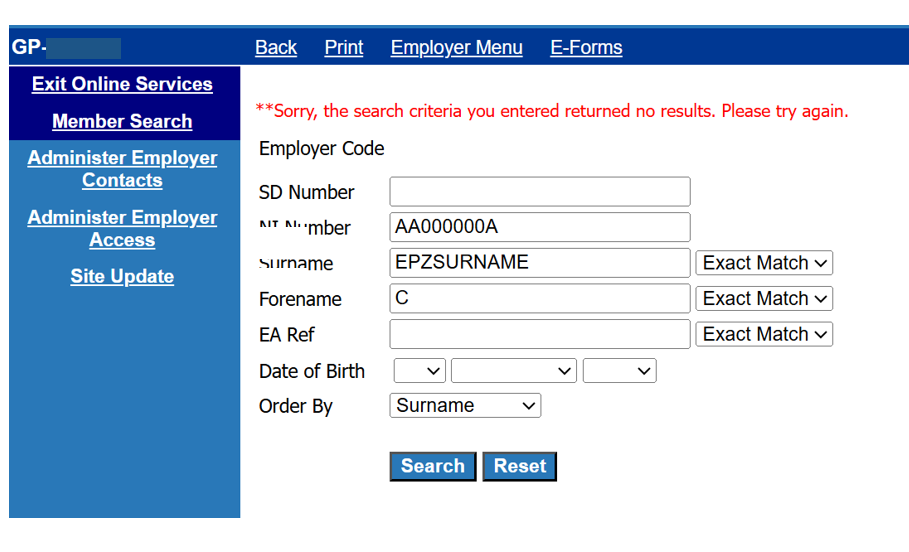 GP-
Back Print Employer Menu E-Forms
Exit Online Services
Member Search
Administer Employer
Contacts
Administer Employer
Access
Site Update
**Sorry, the search criteria you entered returned no results. Please try again.
Employer Code
SD Number
NI Number AA000000A
Surname EPZSURNAME Exact Match
Forename C Exact Match
EA Ref Exact Match
Date of Birth
Order By Surname
Search Reset